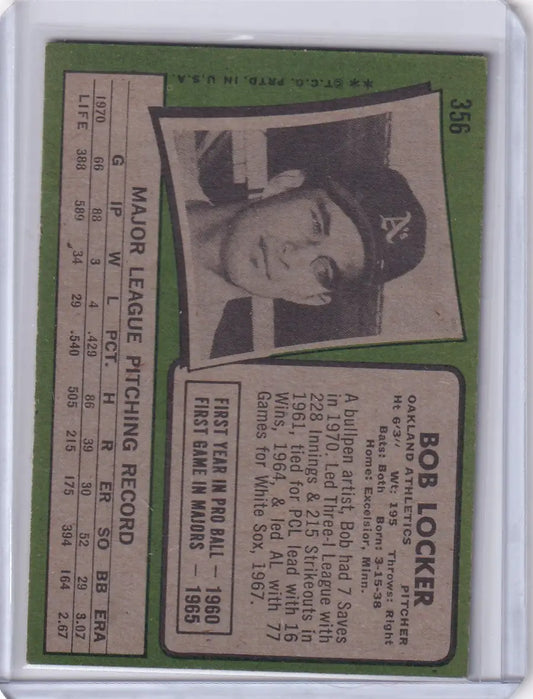 356
A's
BOB LOCKER
OAKLAND ATHLETICS PITCHER
Ht 6'3" Wt: 195 Throws: Right
Bats: Both Born: 3-15-38
Home: Excelsior, Minn.
A bullpen artist, Bob had 7 Saves
in 1970. Led Three-I League with
228 Innings & 215 Strikeouts in
1961, tied for PCL lead with 16
Wins, 1964, & led AL with 77
Games for White Sox, 1967.
FIRST YEAR IN PRO BALL — 1960
FIRST GAME IN MAJORS — 1965
MAJOR LEAGUE PITCHING RECORD
G IP W L PCT. H R ER SO BB ERA
1970 66 88 3 4 .429 86 39 30 52 29 3.07
LIFE 388 589 34 29 .540 505 215 175 394 164 2.67
** ©T.C.G. PRTD. IN U.S.A.